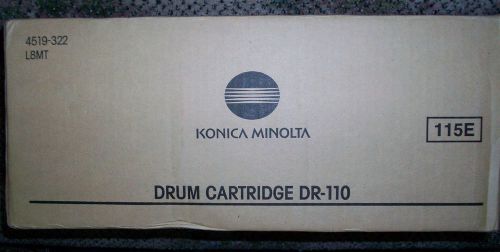 4519-322
L8MT
KONICA MINOLTA
115E
DRUM CARTRIDGE DR-110